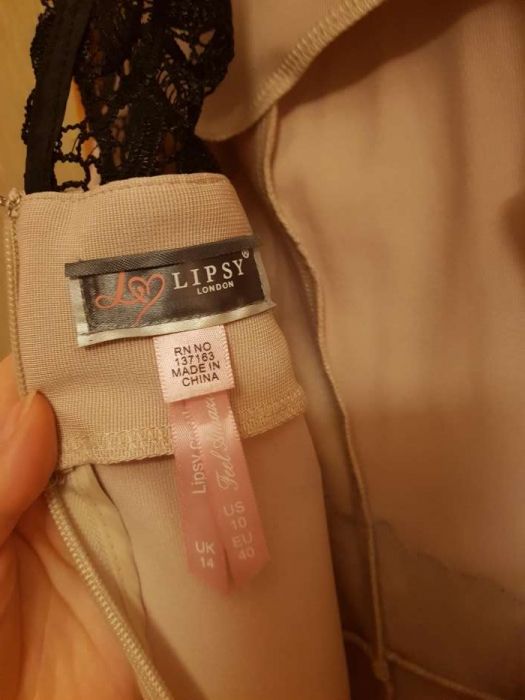 LIPSY®
LONDON
RN NO
137163
MADE IN
CHINA
US
10
EU
40
UK
14